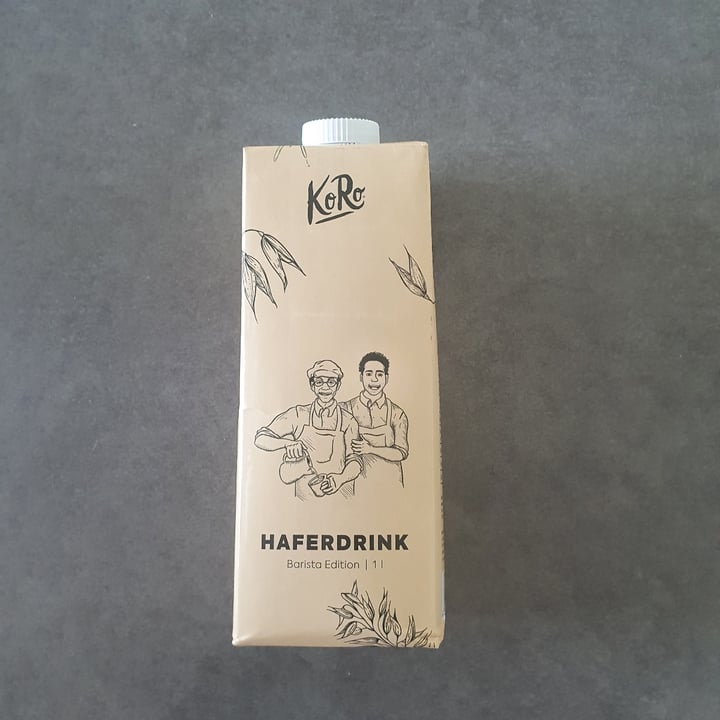 KoRo
HAFERDRINK
Barista Edition | 1 l